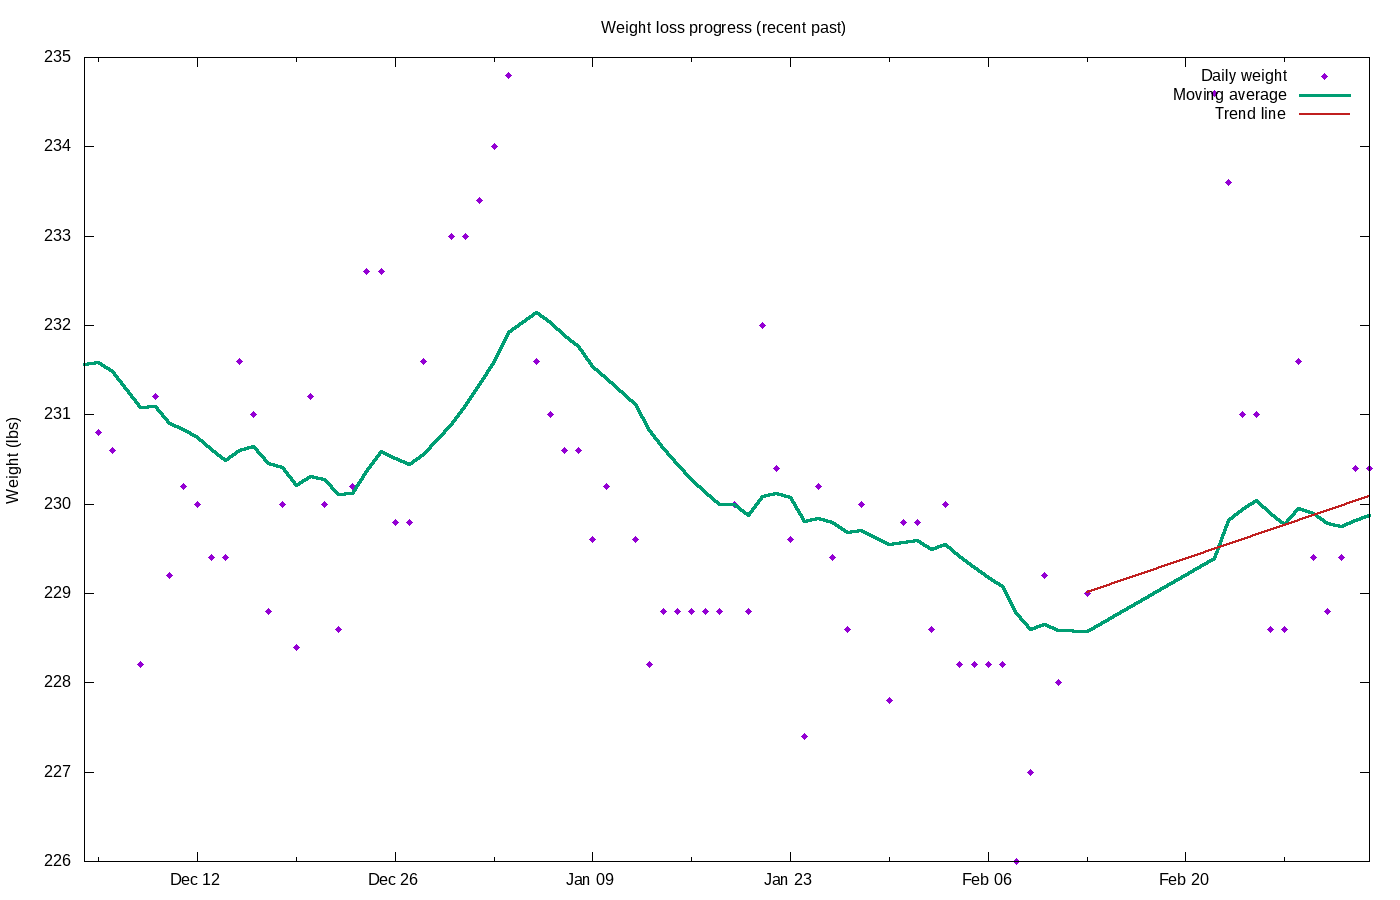 Weight loss progress (recent past)
235
234
233
232
231
230
229
228
227
226
Weight (lbs)
Daily weight
Moving average
Trend line
Dec 12
Dec 26
Jan 09
Jan 23
Feb 06
Feb 20